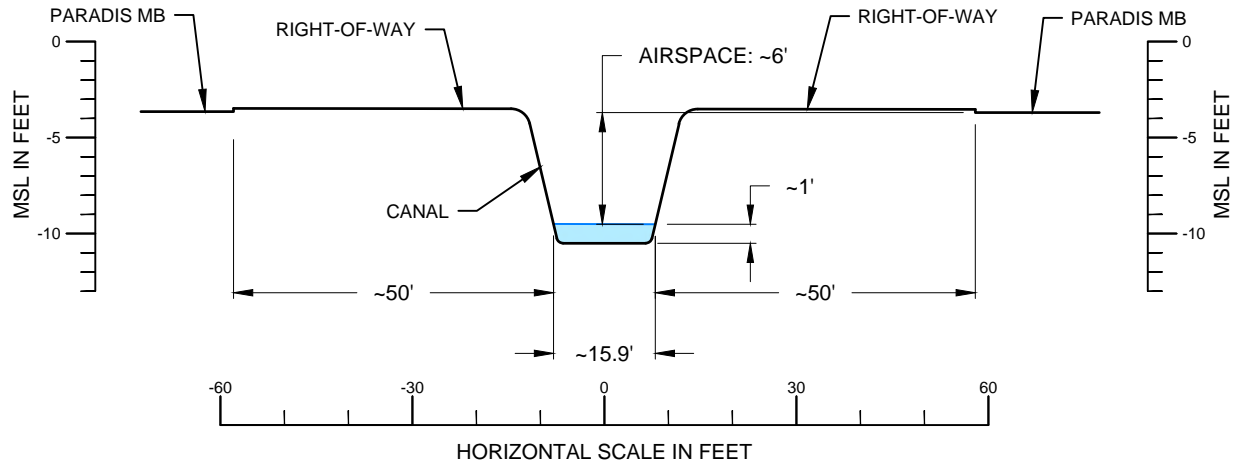 PARADIS MB
RIGHT-OF-WAY
RIGHT-OF-WAY
PARADIS MB
AIRSPACE: ~6'
0
-5
-10
MSL IN FEET
0
-5
-10
MSL IN FEET
CANAL
~1'
~50'
~50'
~15.9'
-60
-30
0
30
60
HORIZONTAL SCALE IN FEET